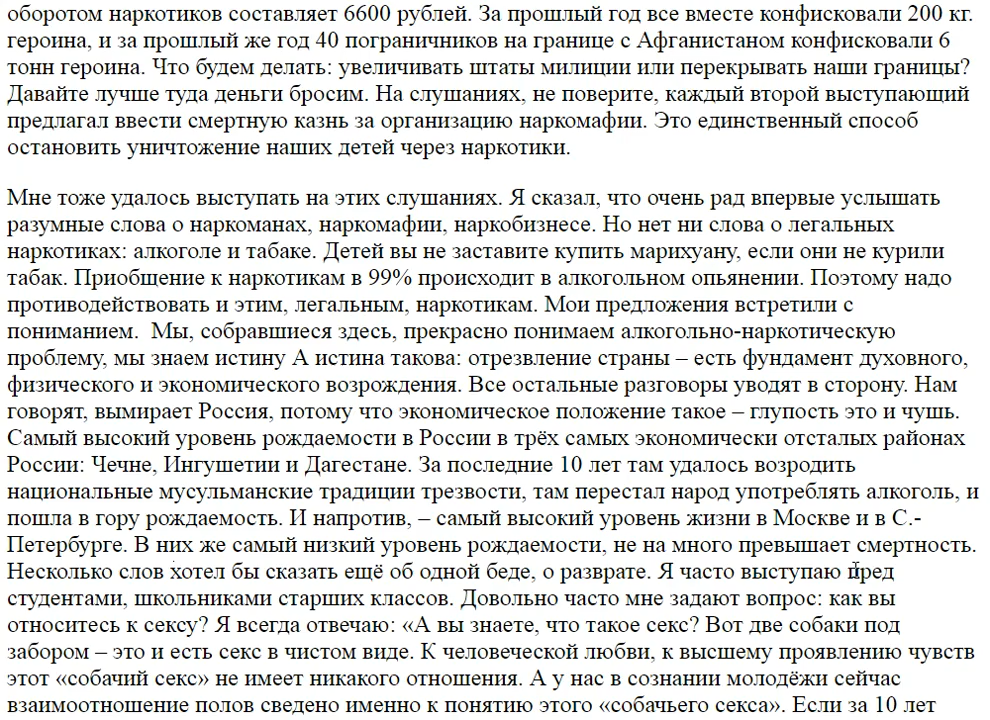 оборотом наркотиков составляет 6600 рублей. За прошлый год все вместе конфисковали 200 кг.
героина, и за прошлый же год 40 пограничников на границе с Афганистаном конфисковали 6
тонн героина. Что будем делать: увеличивать штаты милиции или перекрывать наши границы?
Давайте лучше туда деньги бросим. На слушаниях, не поверите, каждый второй выступающий
предлагал ввести смертную казнь за организацию наркомафии. Это единственный способ
остановить уничтожение наших детей через наркотики.
Мне тоже удалось выступать на этих слушаниях. Я сказал, что очень рад впервые услышать
разумные слова о наркоманах, наркомафии, наркобизнесе. Но нет ни слова о легальных
наркотиках: алкоголе и табаке. Детей вы не заставите купить марихуану, если они не курили
табак. Приобщение к наркотикам в 99% происходит в алкогольном опьянении. Поэтому надо
противодействовать и этим, легальным, наркотикам. Мои предложения встретили с
пониманием.  Мы, собравшиеся здесь, прекрасно понимаем алкогольно-наркотическую
проблему, мы знаем истину А истина такова: отрезвление страны – есть фундамент духовного,
физического и экономического возрождения. Все остальные разговоры уводят в сторону. Нам
говорят, вымирает Россия, потому что экономическое положение такое – глупость это и чушь.
Самый высокий уровень рождаемости в России в трёх самых экономически отсталых районах
России: Чечне, Ингушетии и Дагестане. За последние 10 лет там удалось возродить
национальные мусульманские традиции трезвости, там перестал народ употреблять алкоголь, и
пошла в гору рождаемость. И напротив, – самый высокий уровень жизни в Москве и в С.-
Петербурге. В них же самый низкий уровень рождаемости, не на много превышает смертность.
Несколько слов хотел бы сказать ещё об одной беде, о разврате. Я часто выступаю пред
студентами, школьниками старших классов. Довольно часто мне задают вопрос: как вы
относитесь к сексу? Я всегда отвечаю: «А вы знаете, что такое секс? Вот две собаки под
забором – это и есть секс в чистом виде. К человеческой любви, к высшему проявлению чувств
этот «собачий секс» не имеет никакого отношения. А у нас в сознании молодёжи сейчас
взаимоотношение полов сведено именно к понятию этого «собачьего секса». Если за 10 лет